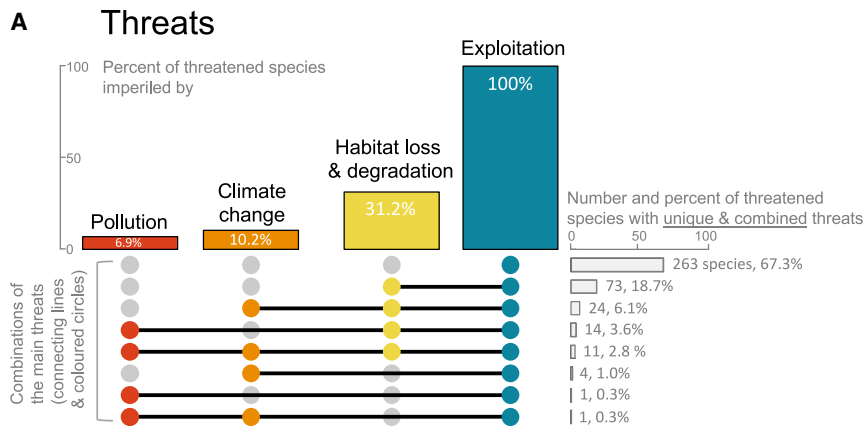 A Threats
Exploitation
100
Percent of threatened species
imperiled by
100%
50
Habitat loss
& degradation
Climate
change
31.2%
Number and percent of threatened
species with unique & combined threats
Pollution
10.2%
6.9%
0
0 50 100
Combinations of
the main threats
(connecting lines
& coloured circles)
263 species, 67.3%
73, 18.7%
24, 6.1%
14, 3.6%
11, 2.8 %
4, 1.0%
1, 0.3%
1, 0.3%